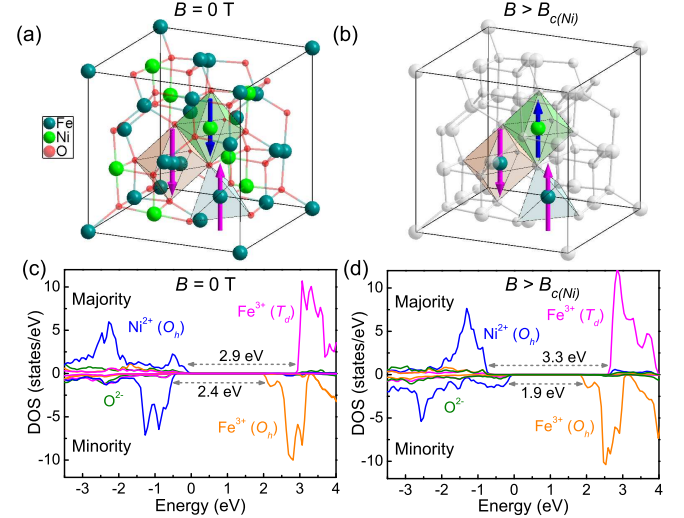 B = 0 T
B > Bc(Ni)
(a)
(b)
Fe
Ni
O
(c)
B = 0 T
(d)
B > Bc(Ni)
DOS (states/eV)
10
5
0
-5
-10
Majority
Ni2+ (Oh)
Fe3+ (Td)
2.9 eV
2.4 eV
O2-
Fe3+ (Oh)
Minority
-3 -2 -1 0 1 2 3 4
Energy (eV)
DOS (states/eV)
10
5
0
-5
-10
Majority
Ni2+ (Oh)
Fe3+ (Td)
3.3 eV
1.9 eV
O2-
Fe3+ (Oh)
Minority
-3 -2 -1 0 1 2 3 4
Energy (eV)